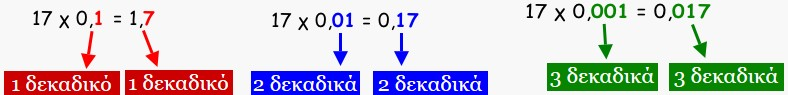 17 x 0,1 = 1,7
1 δεκαδικό 1 δεκαδικό
17 x 0,01 = 0,17
2 δεκαδικά 2 δεκαδικά
17 x 0,001 = 0,017
3 δεκαδικά 3 δεκαδικά